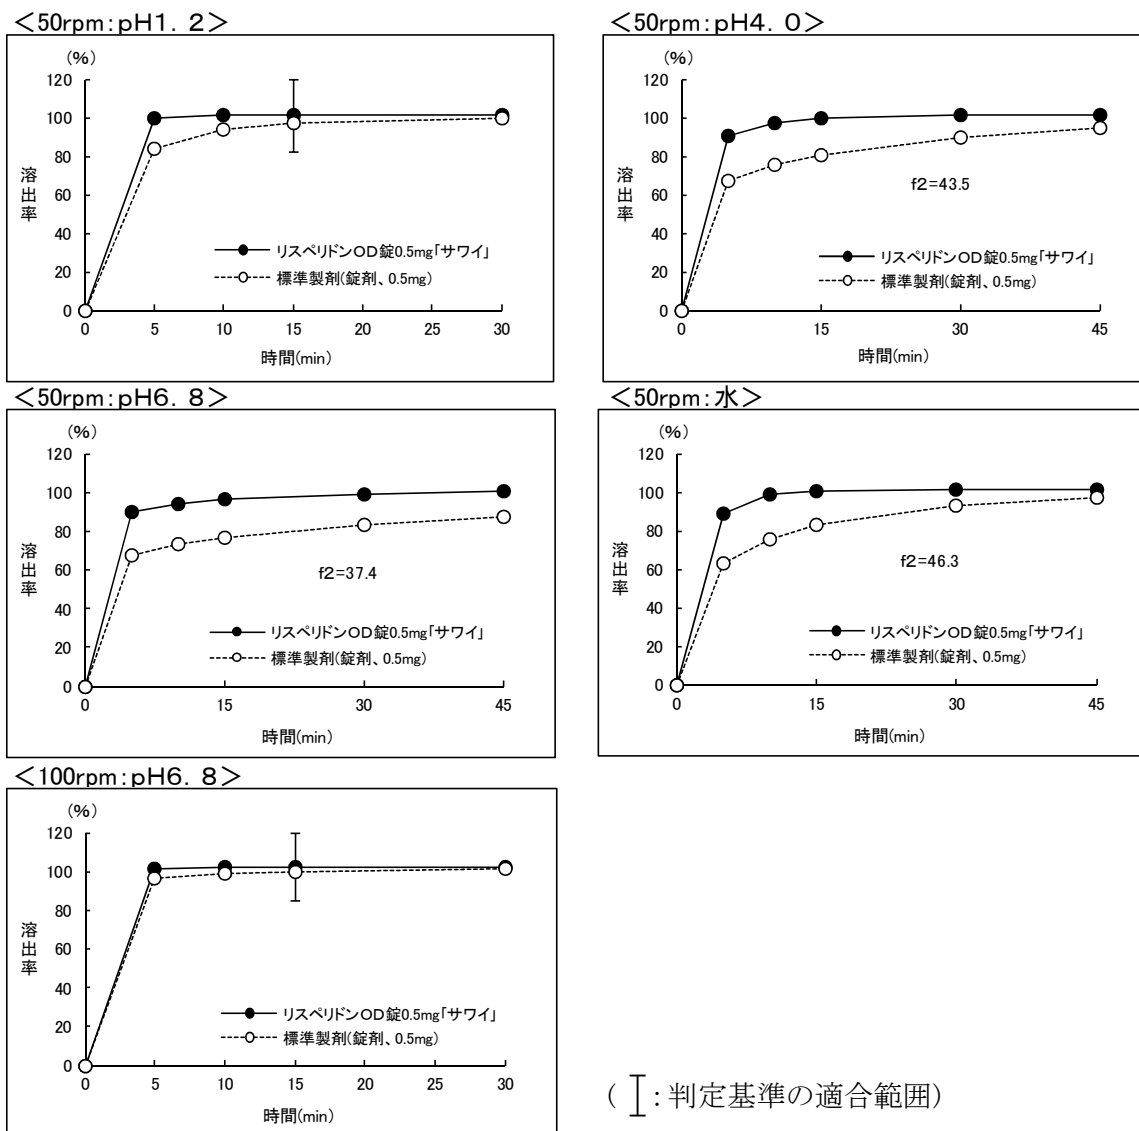 ＜50rpm：pH1．2＞
(%)
120
100
80
60
40
20
0
溶出率
リスペリドンOD錠0.5mg「サワイ」
標準製剤(錠剤、0.5mg)
0 5 10 15 20 25 30
時間(min)
＜50rpm：pH4．0＞
(%)
120
100
80
60
40
20
0
溶出率
f2=43.5
リスペリドンOD錠0.5mg「サワイ」
標準製剤(錠剤、0.5mg)
0 15 30 45
時間(min)
＜50rpm：pH6．8＞
(%)
120
100
80
60
40
20
0
溶出率
f2=37.4
リスペリドンOD錠0.5mg「サワイ」
標準製剤(錠剤、0.5mg)
0 15 30 45
時間(min)
＜50rpm：水＞
(%)
120
100
80
60
40
20
0
溶出率
f2=46.3
リスペリドンOD錠0.5mg「サワイ」
標準製剤(錠剤、0.5mg)
0 15 30 45
時間(min)
＜100rpm：pH6．8＞
(%)
120
100
80
60
40
20
0
溶出率
リスペリドンOD錠0.5mg「サワイ」
標準製剤(錠剤、0.5mg)
0 5 10 15 20 25 30
時間(min)
( ：判定基準の適合範囲)